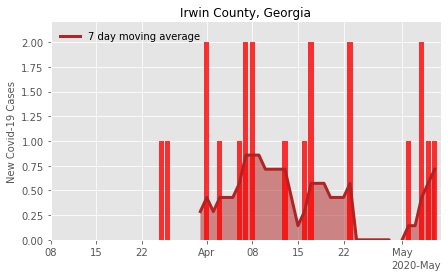 Irwin County, Georgia
7 day moving average
New Covid-19 Cases
2.00
1.75
1.50
1.25
1.00
0.75
0.50
0.25
0.00
08 15 22 Apr 08 15 22 May
2020-May